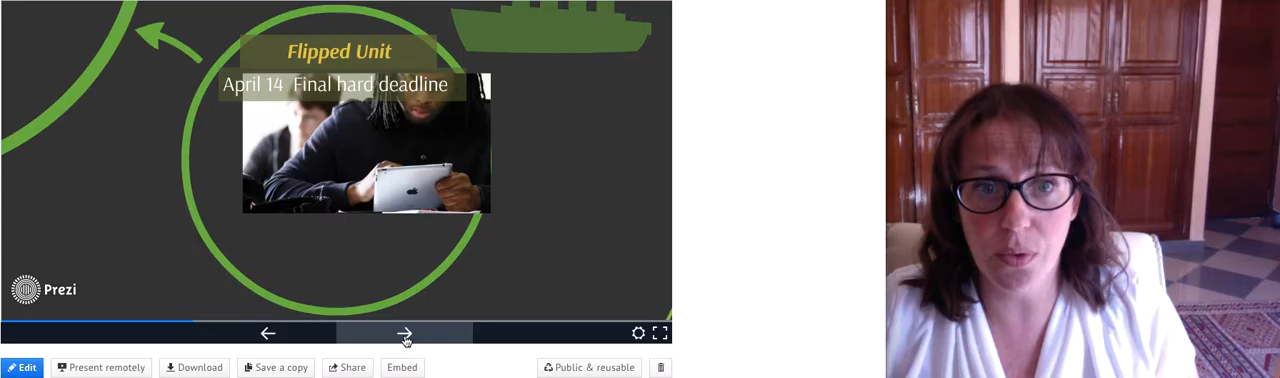 Flipped Unit
April 14 Final hard deadline
Prezi
Edit
Present remotely
Download
Save a copy
Share
Embed
Public & reusable